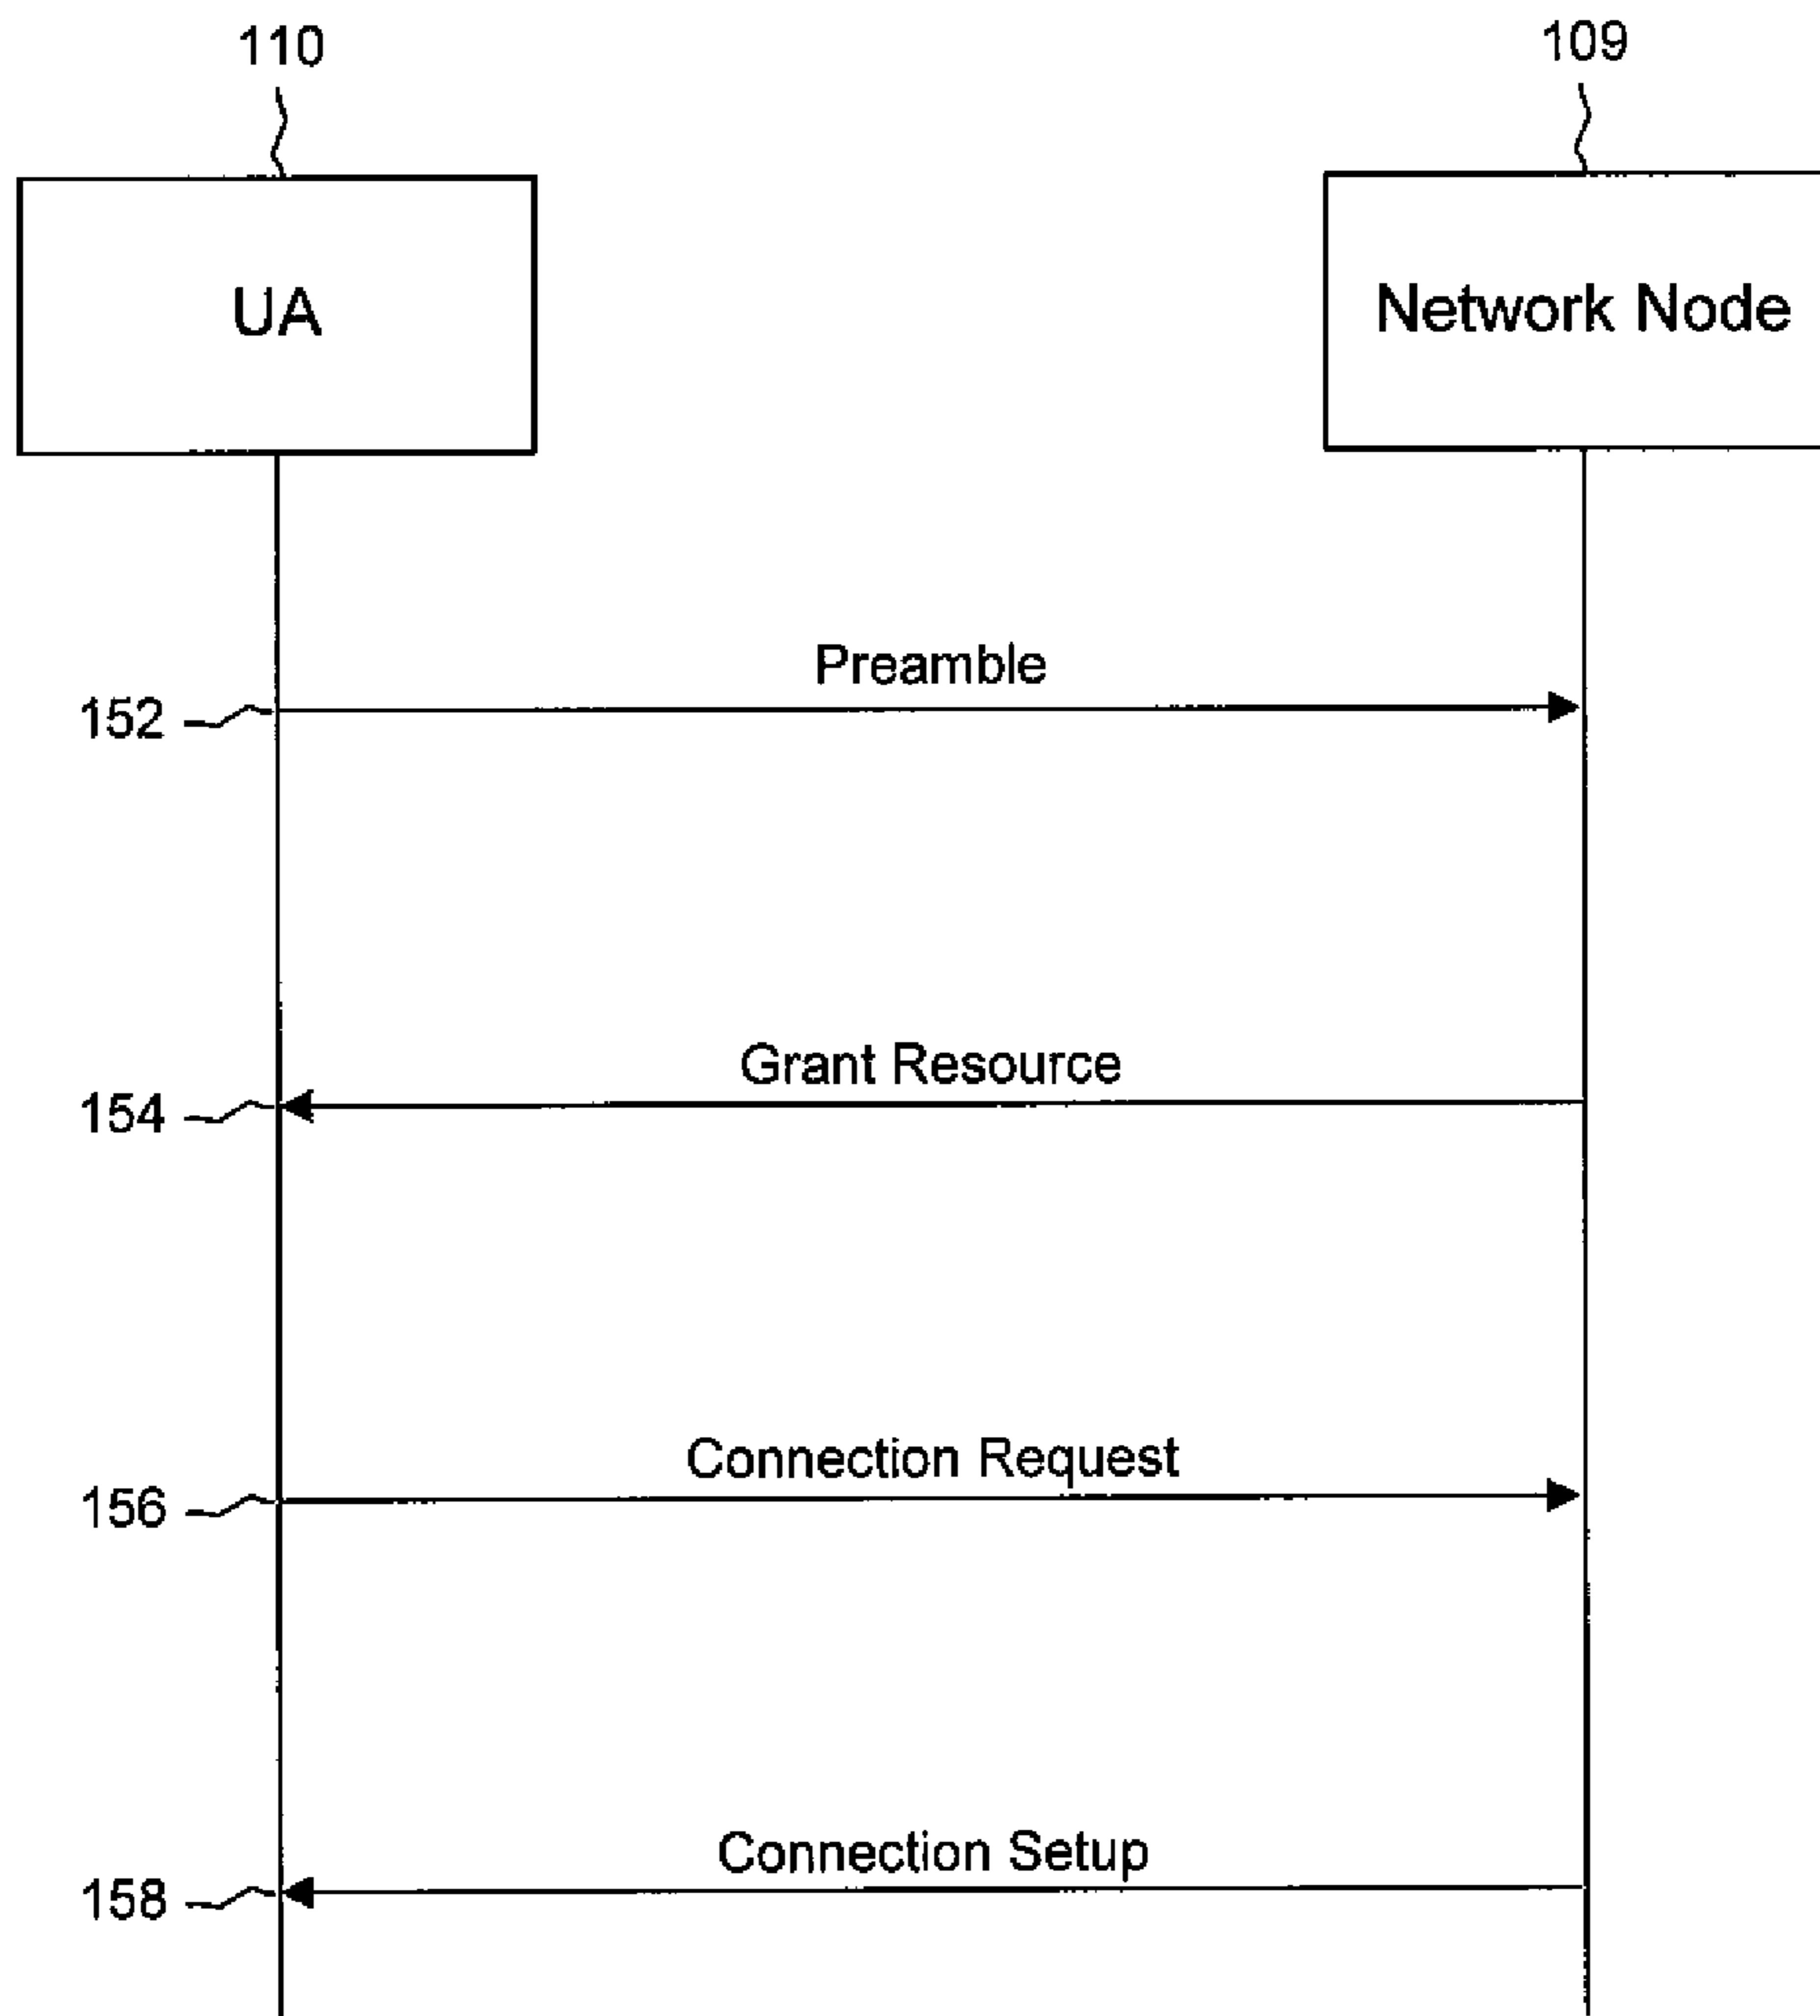 110
109
UA
Network Node
Preamble
152
Grant Resource
154
Connection Request
156
Connection Setup
158